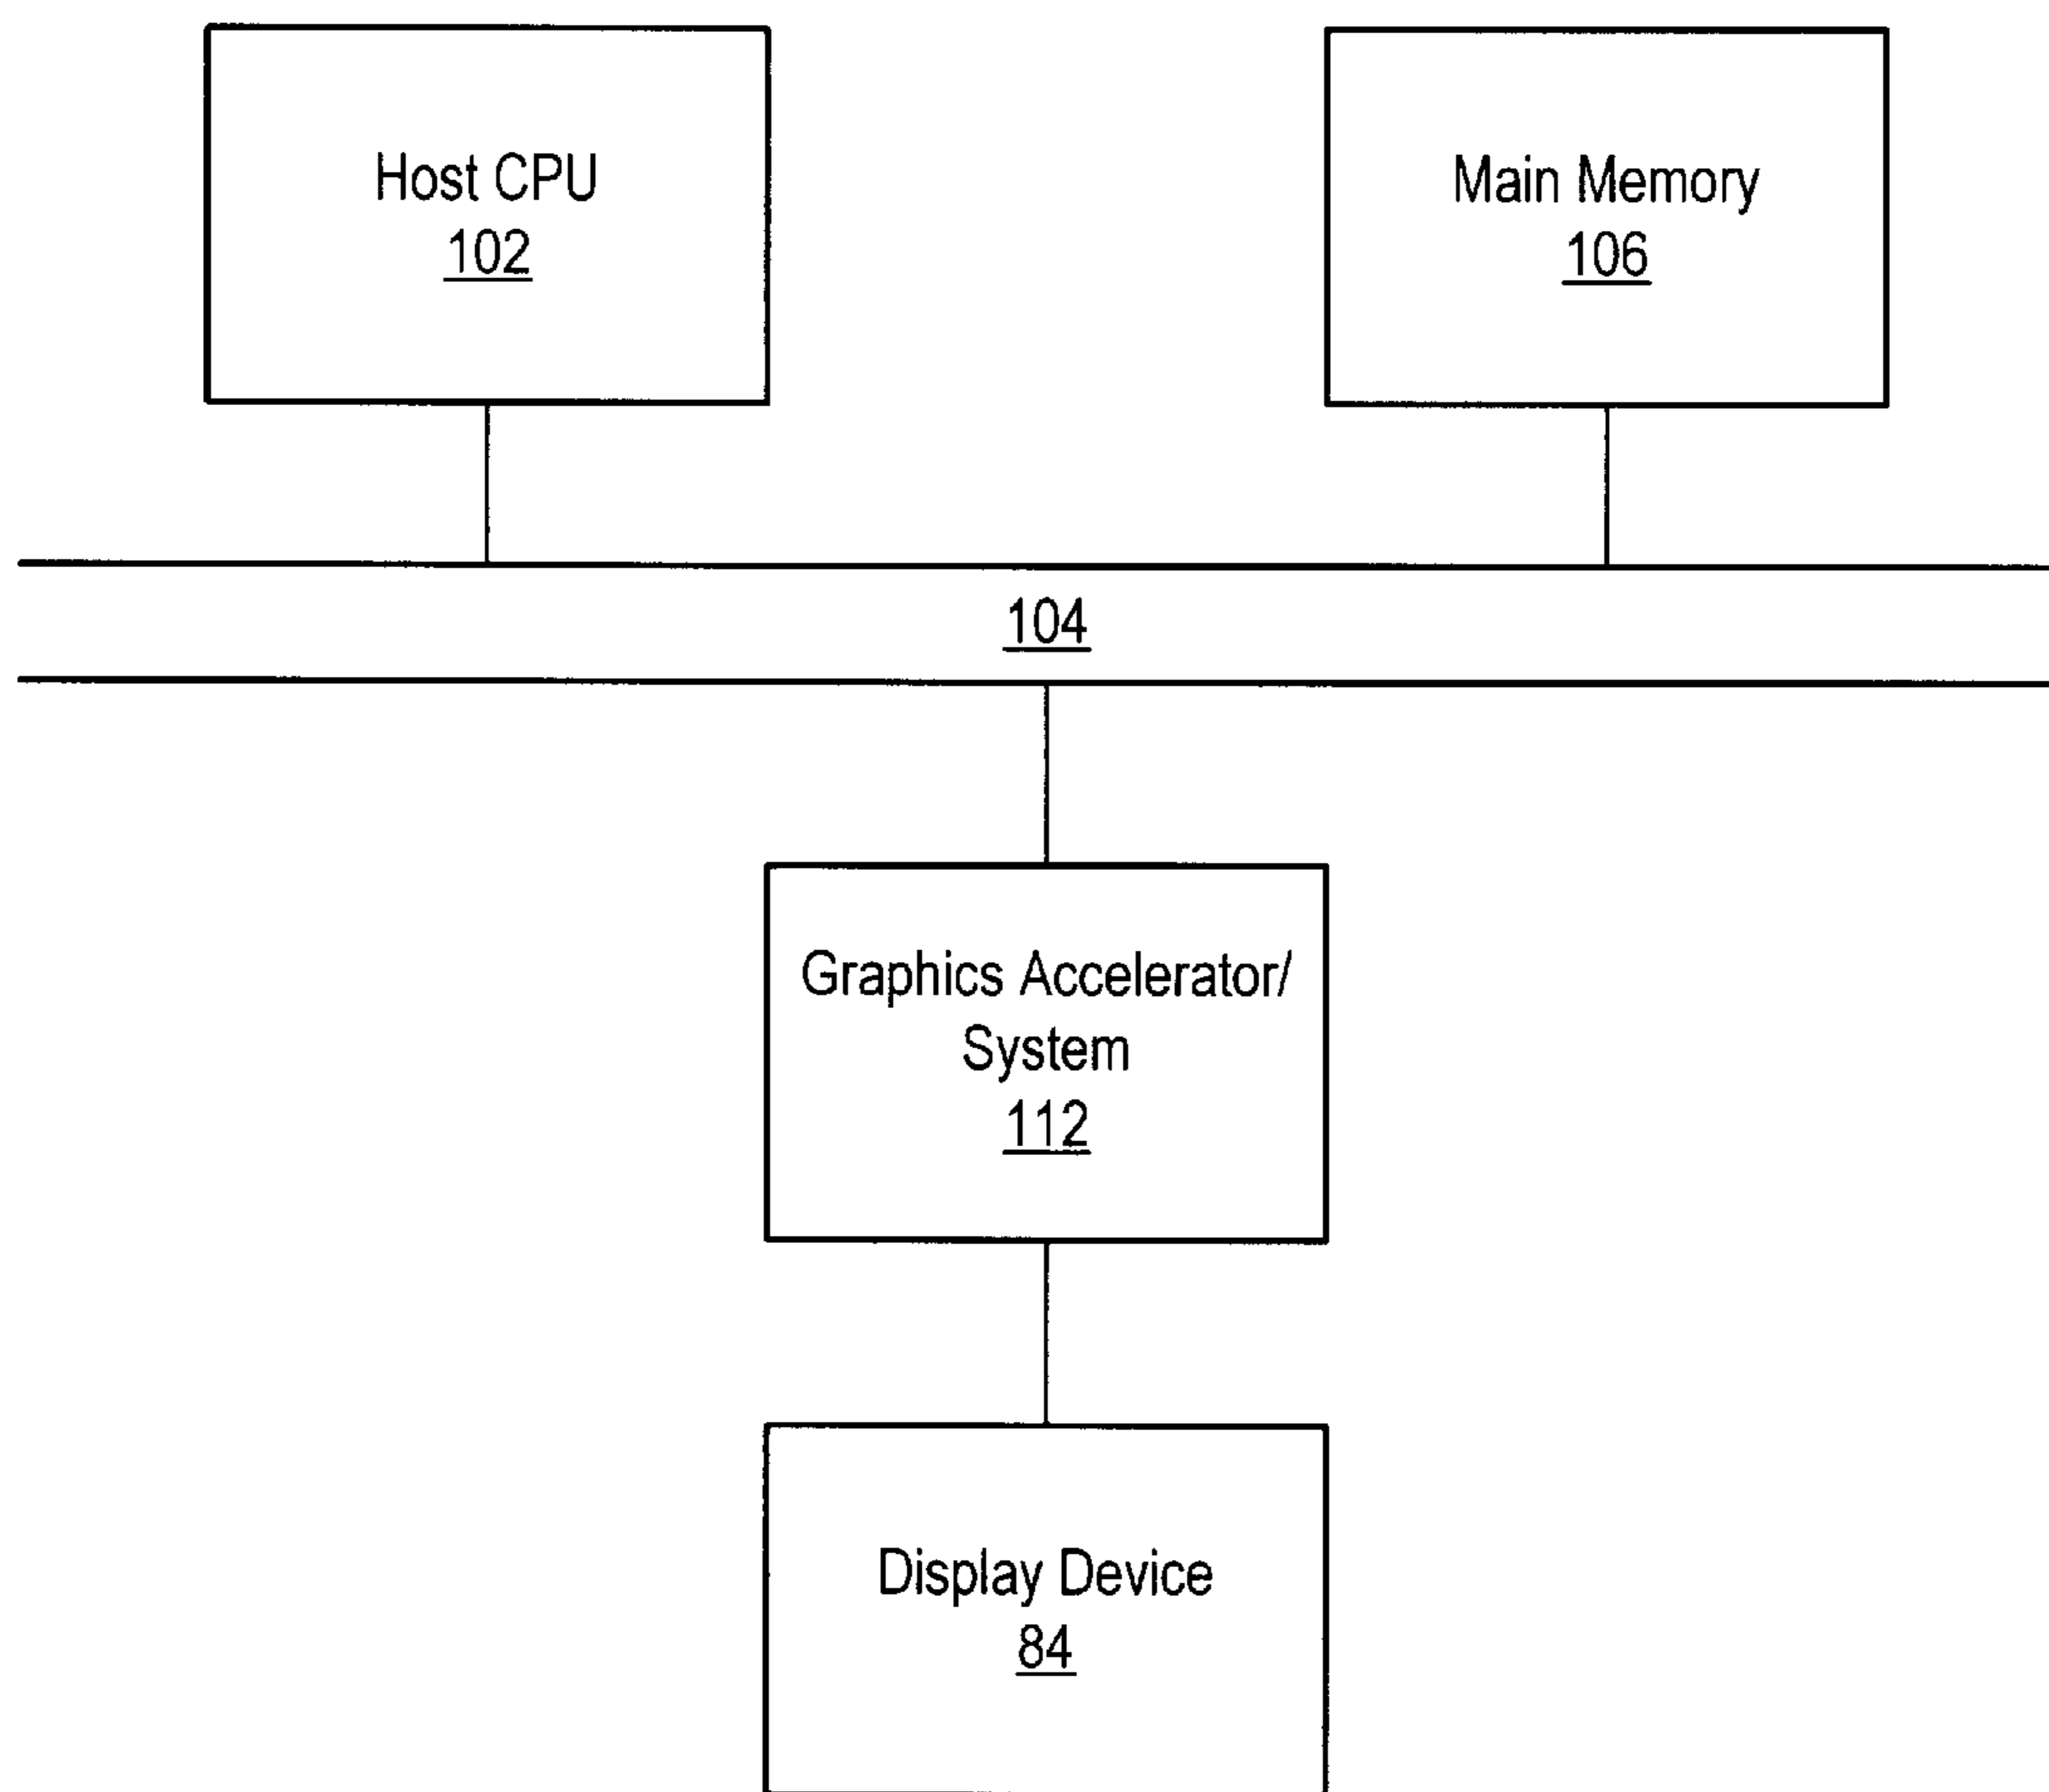 Host CPU
102
Main Memory
106
104
Graphics Accelerator/
System
112
Display Device
84